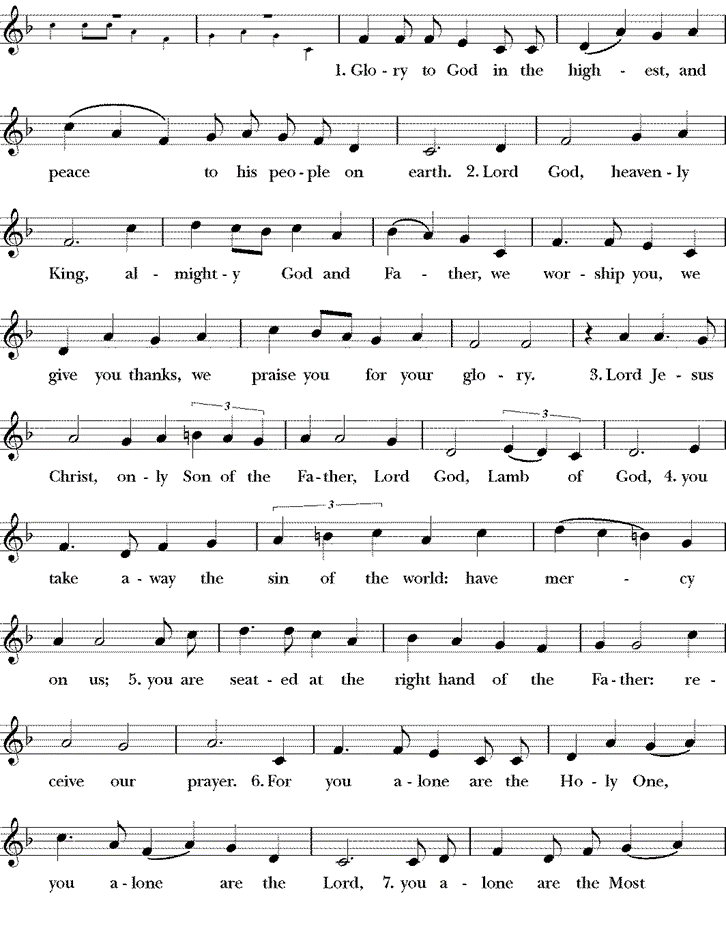 1. Glo - ry to God in the high - est, and
peace to his peo - ple on earth. 2. Lord God, heaven - ly
King, al - might - y God and Fa - ther, we wor - ship you, we
give you thanks, we praise you for your glo - ry. 3. Lord Je - sus
3
3
Christ, on - ly Son of the Fa - ther, Lord God, Lamb of God, 4. you
3
take a - way the sin of the world: have mer - cy
on us; 5. you are seat - ed at the right hand of the Fa - ther: re -
ceive our prayer. 6. For you a - lone are the Ho - ly One,
you a - lone are the Lord, 7. you a - lone are the Most